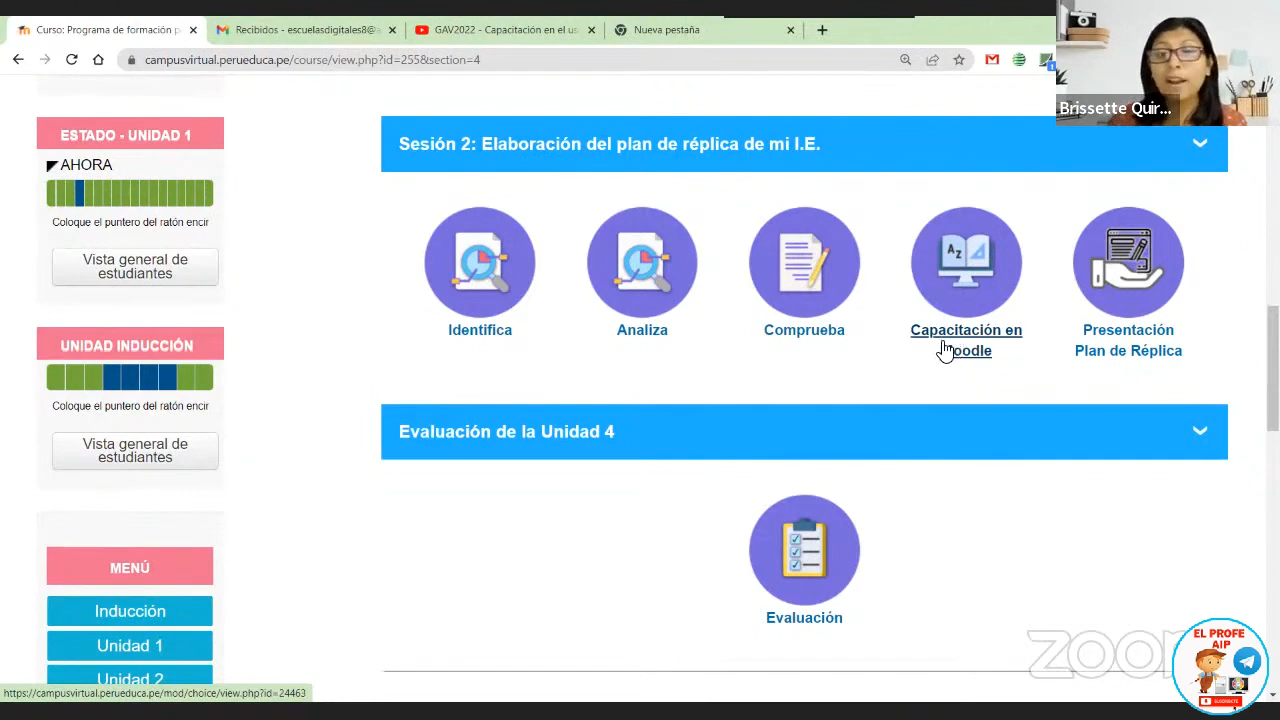 Curso: Programa de formación p
Recibidos - escuelasdigitales8@
GAV2022 - Capacitación en el us
Nueva pestaña
campusvirtual.perueduca.pe/course/view.php?id=255&section=4
Brissette Quir...
ESTADO - UNIDAD 1
AHORA
Coloque el puntero del ratón encir
Vista general de
estudiantes
UNIDAD INDUCCIÓN
Coloque el puntero del ratón encir
Vista general de
estudiantes
MENÚ
Inducción
Unidad 1
Unidad 2
Sesión 2: Elaboración del plan de réplica de mi I.E.
Identifica
Analiza
Comprueba
AZ
Capacitación en
oodle
Presentación
Plan de Réplica
Evaluación de la Unidad 4
Evaluación
https://campusvirtual.perueduca.pe/mod/choice/view.php?id=24463
zoom
EL PROFE
AIP
SUSCRÍBETE